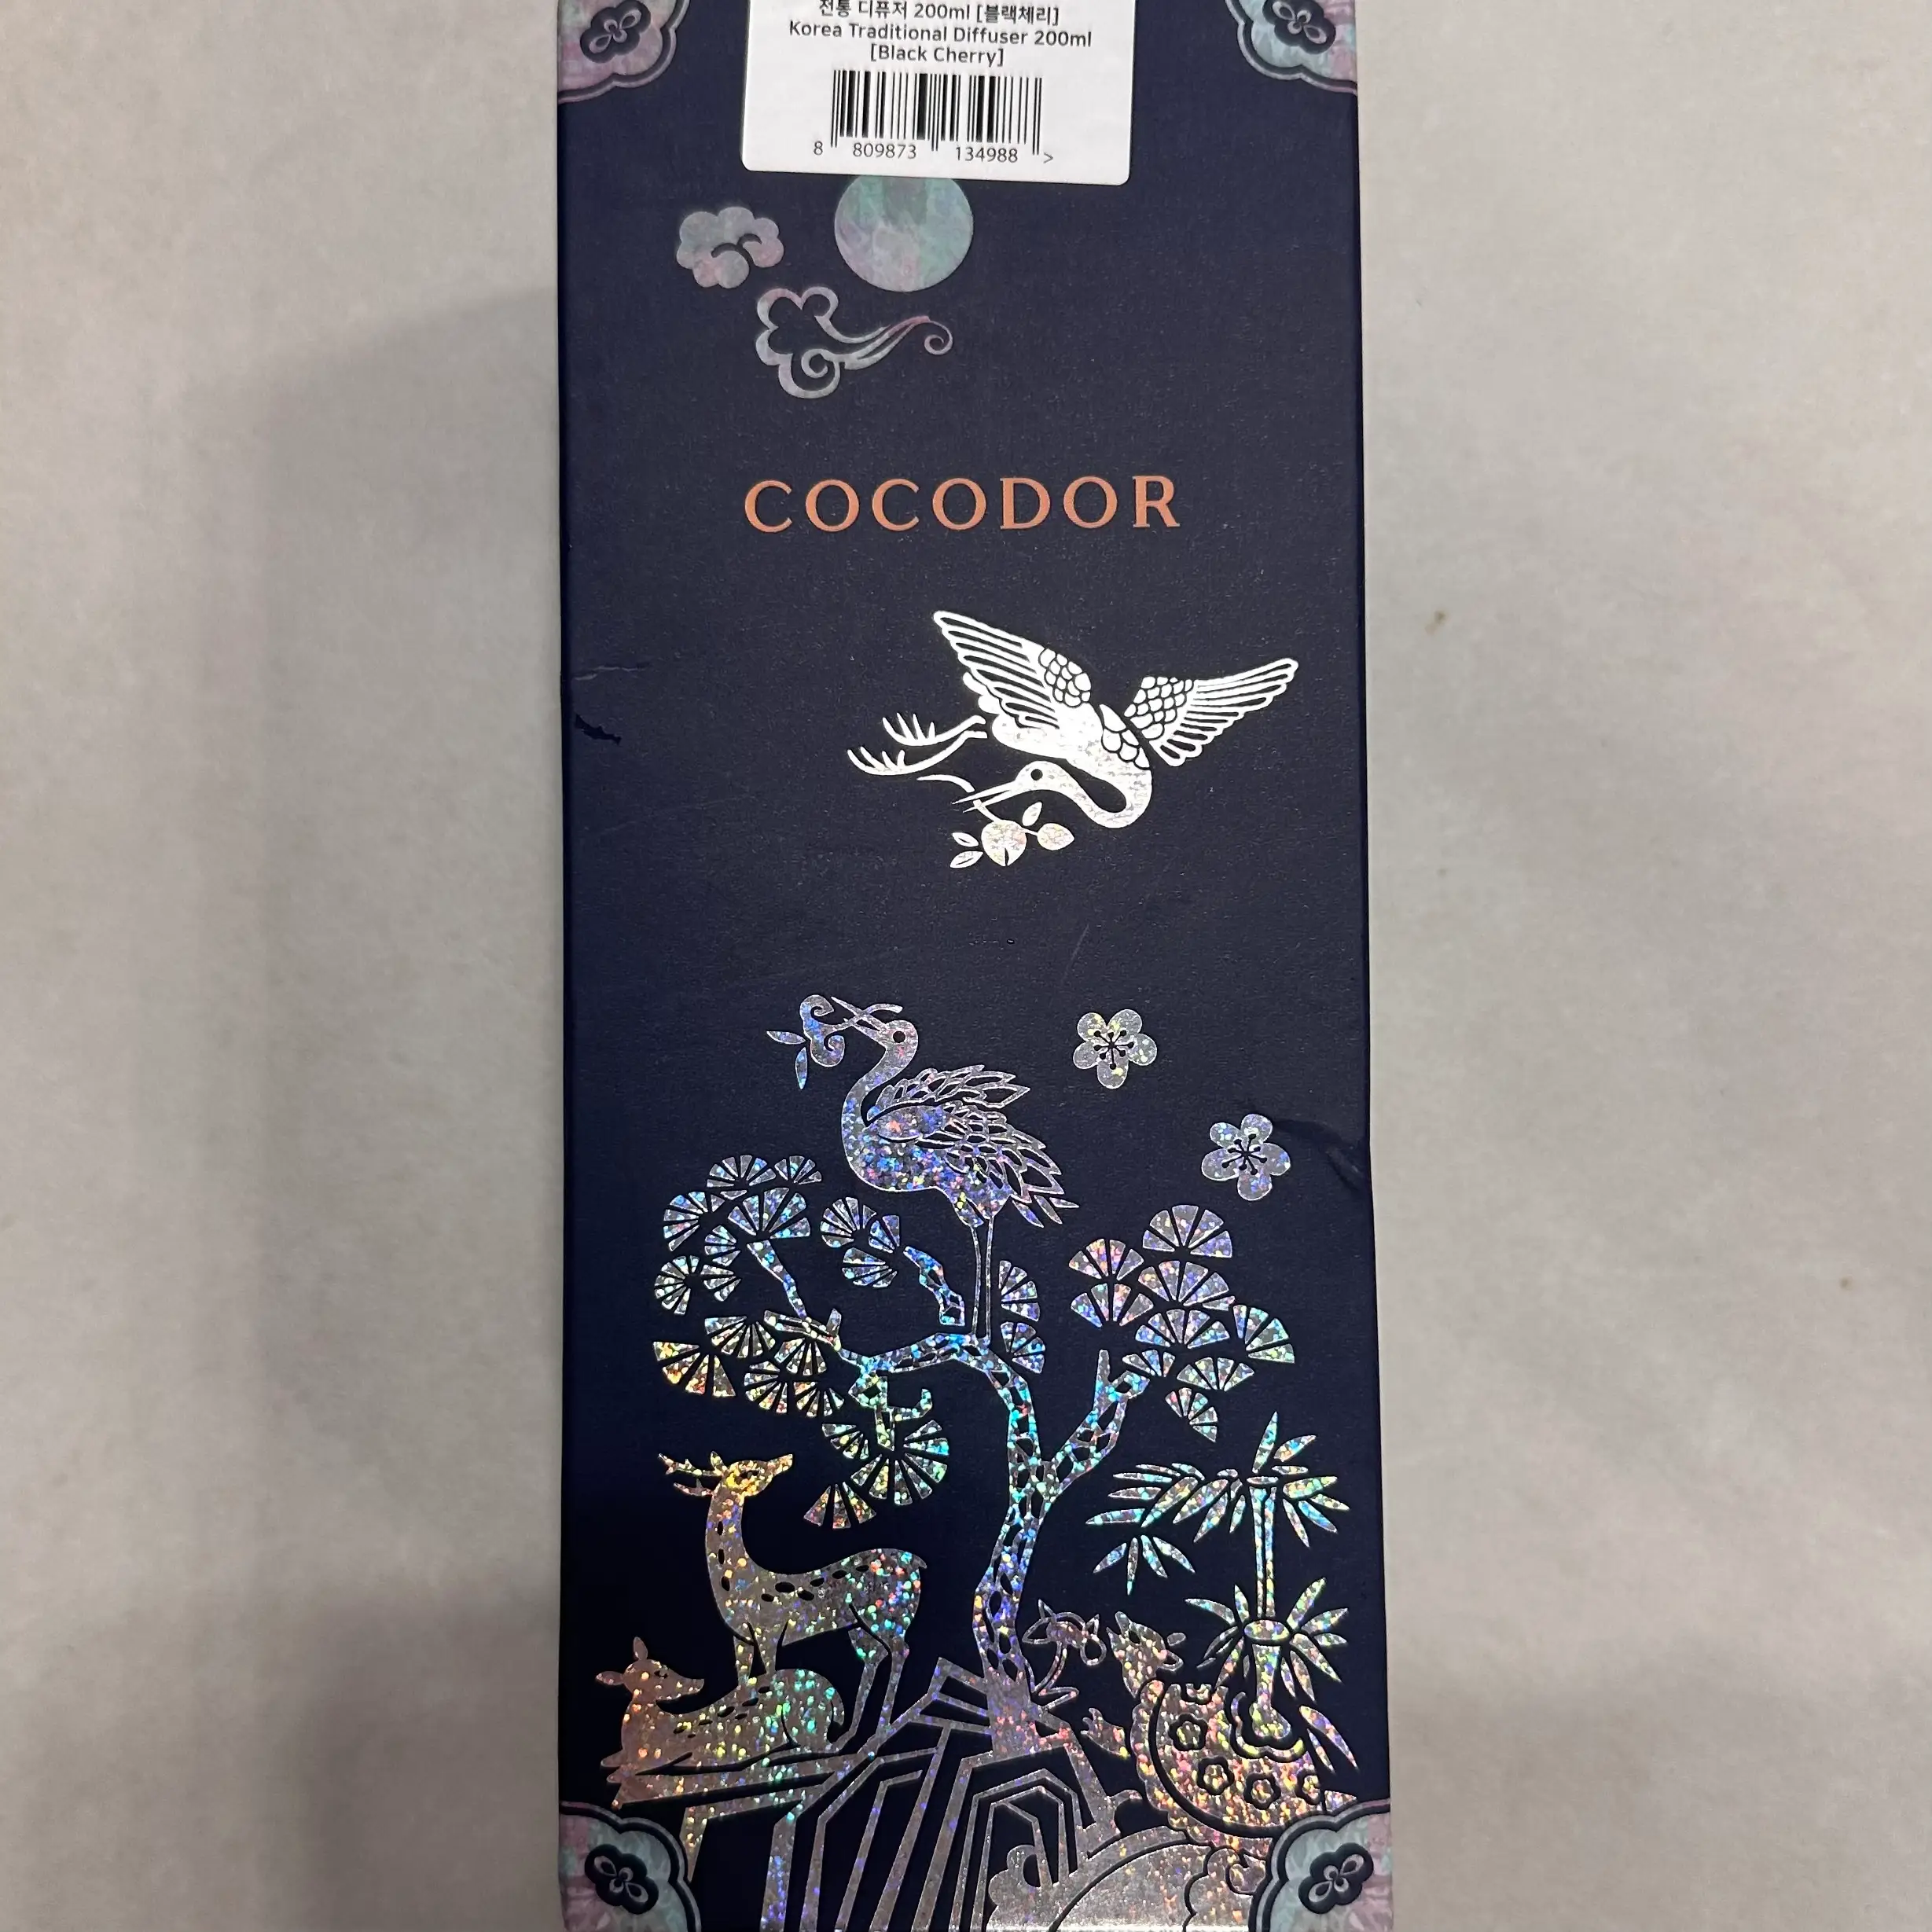 전통 디퓨저 200ml [블랙체리]
Korea Traditional Diffuser 200ml
[Black Cherry]
8 809873 134988 >
COCODOR